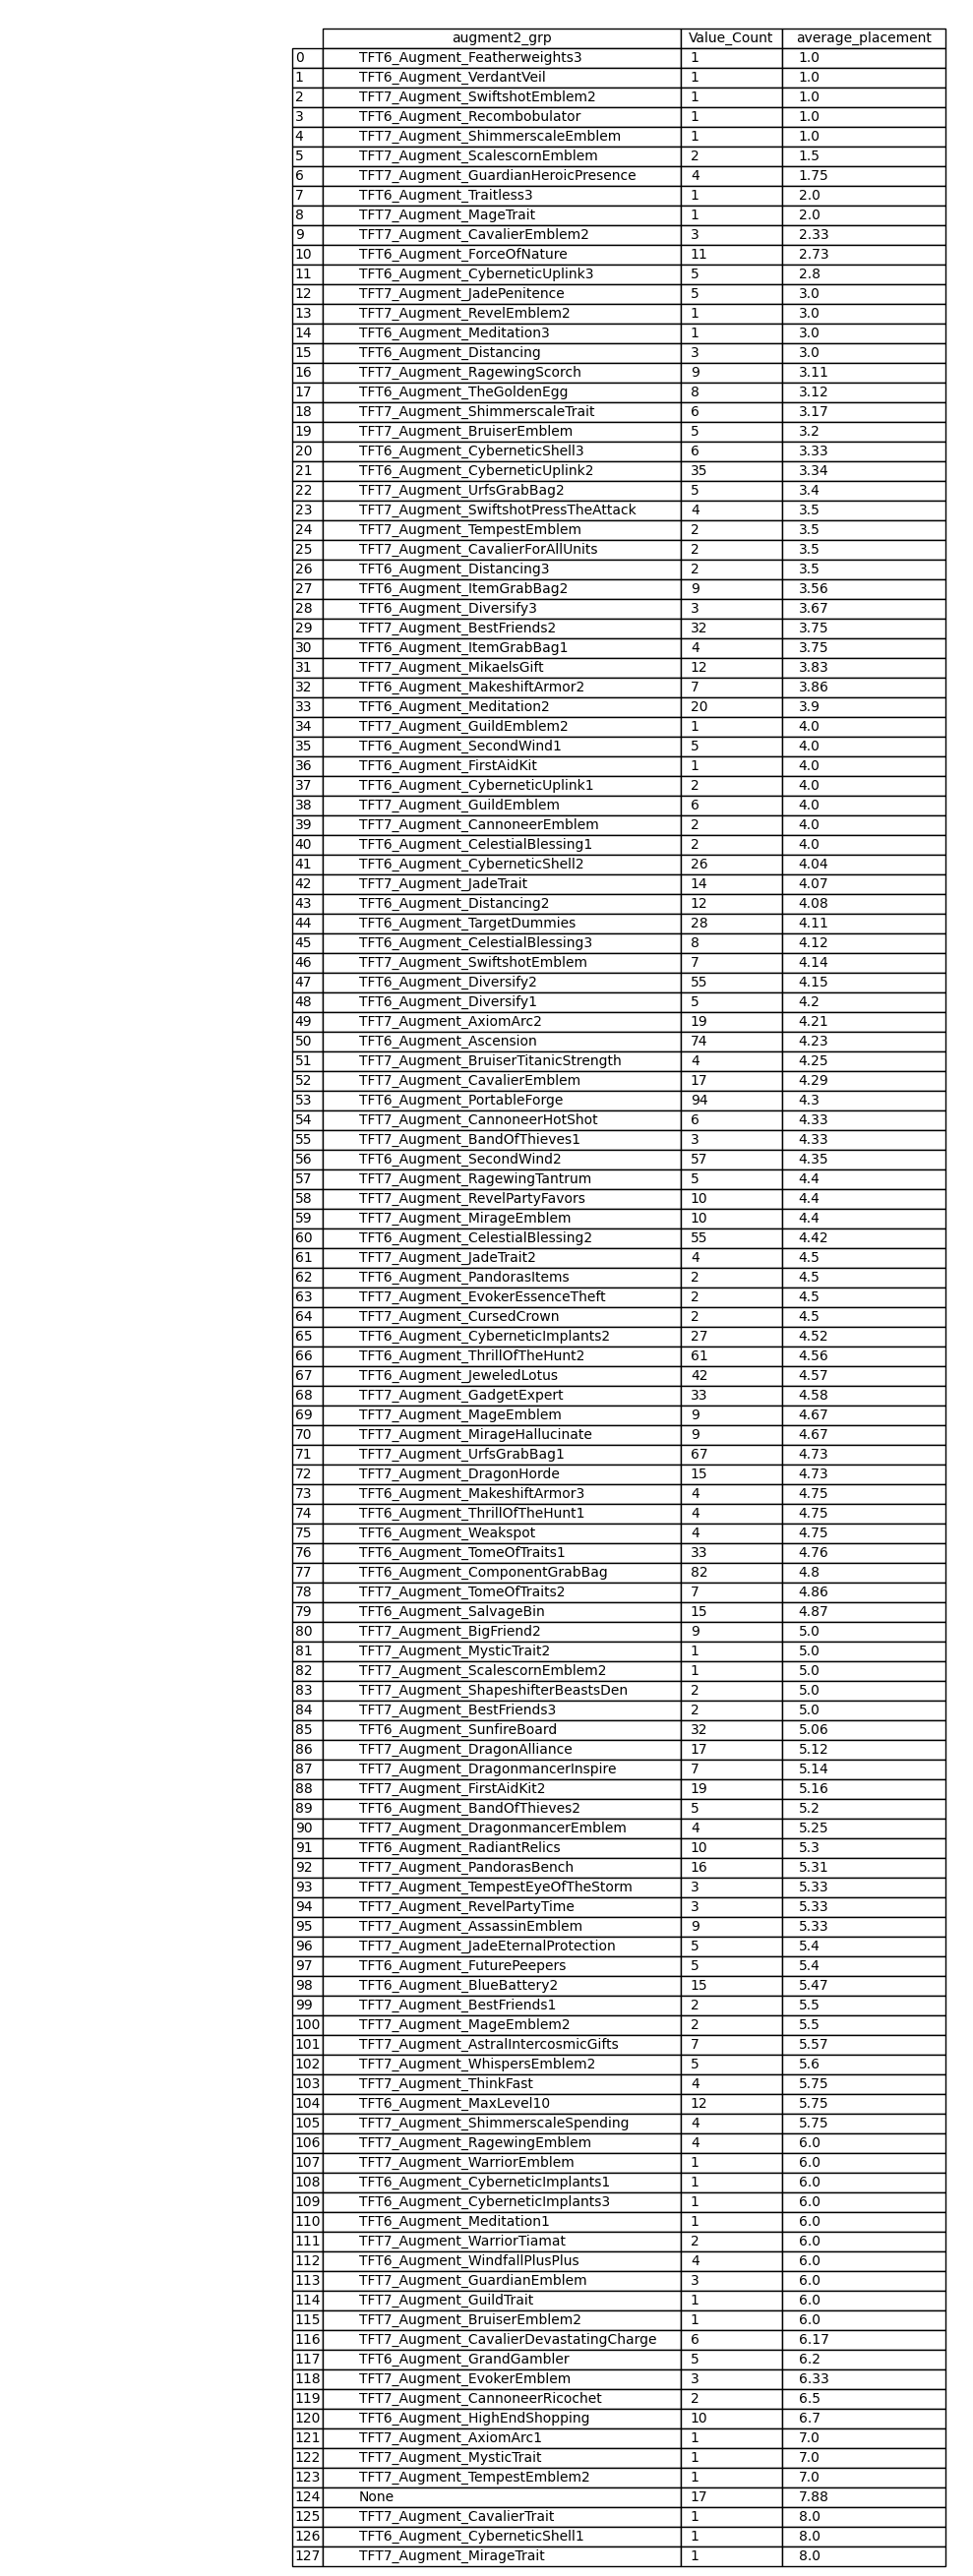 augment2_grp Value_Count average_placement
0 TFT6_Augment_Featherweights3 1 1.0
1 TFT6_Augment_VerdantVeil 1 1.0
2 TFT7_Augment_SwiftshotEmblem2 1 1.0
3 TFT6_Augment_Recombobulator 1 1.0
4 TFT7_Augment_ShimmerscaleEmblem 1 1.0
5 TFT7_Augment_ScalescornEmblem 2 1.5
6 TFT7_Augment_GuardianHeroicPresence 4 1.75
7 TFT6_Augment_Traitless3 1 2.0
8 TFT7_Augment_MageTrait 1 2.0
9 TFT7_Augment_CavalierEmblem2 3 2.33
10 TFT6_Augment_ForceOfNature 11 2.73
11 TFT6_Augment_CyberneticUplink3 5 2.8
12 TFT7_Augment_JadePenitence 5 3.0
13 TFT7_Augment_RevelEmblem2 1 3.0
14 TFT6_Augment_Meditation3 1 3.0
15 TFT6_Augment_Distancing 3 3.0
16 TFT7_Augment_RagewingScorch 9 3.11
17 TFT6_Augment_TheGoldenEgg 8 3.12
18 TFT7_Augment_ShimmerscaleTrait 6 3.17
19 TFT7_Augment_BruiserEmblem 5 3.2
20 TFT6_Augment_CyberneticShell3 6 3.33
21 TFT6_Augment_CyberneticUplink2 35 3.34
22 TFT7_Augment_UrfsGrabBag2 5 3.4
23 TFT7_Augment_SwiftshotPressTheAttack 4 3.5
24 TFT7_Augment_TempestEmblem 2 3.5
25 TFT7_Augment_CavalierForAllUnits 2 3.5
26 TFT6_Augment_Distancing3 2 3.5
27 TFT6_Augment_ItemGrabBag2 9 3.56
28 TFT6_Augment_Diversify3 3 3.67
29 TFT7_Augment_BestFriends2 32 3.75
30 TFT6_Augment_ItemGrabBag1 4 3.75
31 TFT7_Augment_MikaelsGift 12 3.83
32 TFT6_Augment_MakeshiftArmor2 7 3.86
33 TFT6_Augment_Meditation2 20 3.9
34 TFT7_Augment_GuildEmblem2 1 4.0
35 TFT6_Augment_SecondWind1 5 4.0
36 TFT6_Augment_FirstAidKit 1 4.0
37 TFT6_Augment_CyberneticUplink1 2 4.0
38 TFT7_Augment_GuildEmblem 6 4.0
39 TFT7_Augment_CannoneerEmblem 2 4.0
40 TFT6_Augment_CelestialBlessing1 2 4.0
41 TFT6_Augment_CyberneticShell2 26 4.04
42 TFT7_Augment_JadeTrait 14 4.07
43 TFT6_Augment_Distancing2 12 4.08
44 TFT6_Augment_TargetDummies 28 4.11
45 TFT6_Augment_CelestialBlessing3 8 4.12
46 TFT7_Augment_SwiftshotEmblem 7 4.14
47 TFT6_Augment_Diversify2 55 4.15
48 TFT6_Augment_Diversify1 5 4.2
49 TFT7_Augment_AxiomArc2 19 4.21
50 TFT6_Augment_Ascension 74 4.23
51 TFT7_Augment_BruiserTitanicStrength 4 4.25
52 TFT7_Augment_CavalierEmblem 17 4.29
53 TFT6_Augment_PortableForge 94 4.3
54 TFT7_Augment_CannoneerHotShot 6 4.33
55 TFT7_Augment_BandOfThieves1 3 4.33
56 TFT6_Augment_SecondWind2 57 4.35
57 TFT7_Augment_RagewingTantrum 5 4.4
58 TFT7_Augment_RevelPartyFavors 10 4.4
59 TFT7_Augment_MirageEmblem 10 4.4
60 TFT6_Augment_CelestialBlessing2 55 4.42
61 TFT7_Augment_JadeTrait2 4 4.5
62 TFT6_Augment_PandorasItems 2 4.5
63 TFT7_Augment_EvokerEssenceTheft 2 4.5
64 TFT7_Augment_CursedCrown 2 4.5
65 TFT6_Augment_CyberneticImplants2 27 4.52
66 TFT6_Augment_ThrillOfTheHunt2 61 4.56
67 TFT6_Augment_JeweledLotus 42 4.57
68 TFT7_Augment_GadgetExpert 33 4.58
69 TFT7_Augment_MageEmblem 9 4.67
70 TFT7_Augment_MirageHallucinate 9 4.67
71 TFT7_Augment_UrfsGrabBag1 67 4.73
72 TFT7_Augment_DragonHorde 15 4.73
73 TFT6_Augment_MakeshiftArmor3 4 4.75
74 TFT6_Augment_ThrillOfTheHunt1 4 4.75
75 TFT6_Augment_Weakspot 4 4.75
76 TFT6_Augment_TomeOfTraits1 33 4.76
77 TFT6_Augment_ComponentGrabBag 82 4.8
78 TFT7_Augment_TomeOfTraits2 7 4.86
79 TFT6_Augment_SalvageBin 15 4.87
80 TFT7_Augment_BigFriend2 9 5.0
81 TFT7_Augment_MysticTrait2 1 5.0
82 TFT7_Augment_ScalescornEmblem2 1 5.0
83 TFT7_Augment_ShapeshifterBeastsDen 2 5.0
84 TFT7_Augment_BestFriends3 2 5.0
85 TFT6_Augment_SunfireBoard 32 5.06
86 TFT7_Augment_DragonAlliance 17 5.12
87 TFT7_Augment_DragonmancerInspire 7 5.14
88 TFT7_Augment_FirstAidKit2 19 5.16
89 TFT6_Augment_BandOfThieves2 5 5.2
90 TFT7_Augment_DragonmancerEmblem 4 5.25
91 TFT6_Augment_RadiantRelics 10 5.3
92 TFT7_Augment_PandorasBench 16 5.31
93 TFT7_Augment_TempestEyeOfTheStorm 3 5.33
94 TFT7_Augment_RevelPartyTime 3 5.33
95 TFT7_Augment_AssassinEmblem 9 5.33
96 TFT7_Augment_JadeEternalProtection 5 5.4
97 TFT6_Augment_FuturePeepers 5 5.4
98 TFT6_Augment_BlueBattery2 15 5.47
99 TFT7_Augment_BestFriends1 2 5.5
100 TFT7_Augment_MageEmblem2 2 5.5
101 TFT7_Augment_AstralIntercosmicGifts 7 5.57
102 TFT7_Augment_WhispersEmblem2 5 5.6
103 TFT7_Augment_ThinkFast 4 5.75
104 TFT6_Augment_MaxLevel10 12 5.75
105 TFT7_Augment_ShimmerscaleSpending 4 5.75
106 TFT7_Augment_RagewingEmblem 4 6.0
107 TFT7_Augment_WarriorEmblem 1 6.0
108 TFT6_Augment_CyberneticImplants1 1 6.0
109 TFT6_Augment_CyberneticImplants3 1 6.0
110 TFT6_Augment_Meditation1 1 6.0
111 TFT7_Augment_WarriorTiamat 2 6.0
112 TFT6_Augment_WindfallPlusPlus 4 6.0
113 TFT7_Augment_GuardianEmblem 3 6.0
114 TFT7_Augment_GuildTrait 1 6.0
115 TFT7_Augment_BruiserEmblem2 1 6.0
116 TFT7_Augment_CavalierDevastatingCharge 6 6.17
117 TFT6_Augment_GrandGambler 5 6.2
118 TFT7_Augment_EvokerEmblem 3 6.33
119 TFT7_Augment_CannoneerRicochet 2 6.5
120 TFT6_Augment_HighEndShopping 10 6.7
121 TFT7_Augment_AxiomArc1 1 7.0
122 TFT7_Augment_MysticTrait 1 7.0
123 TFT7_Augment_TempestEmblem2 1 7.0
124 None 17 7.88
125 TFT7_Augment_CavalierTrait 1 8.0
126 TFT6_Augment_CyberneticShell1 1 8.0
127 TFT7_Augment_MirageTrait 1 8.0